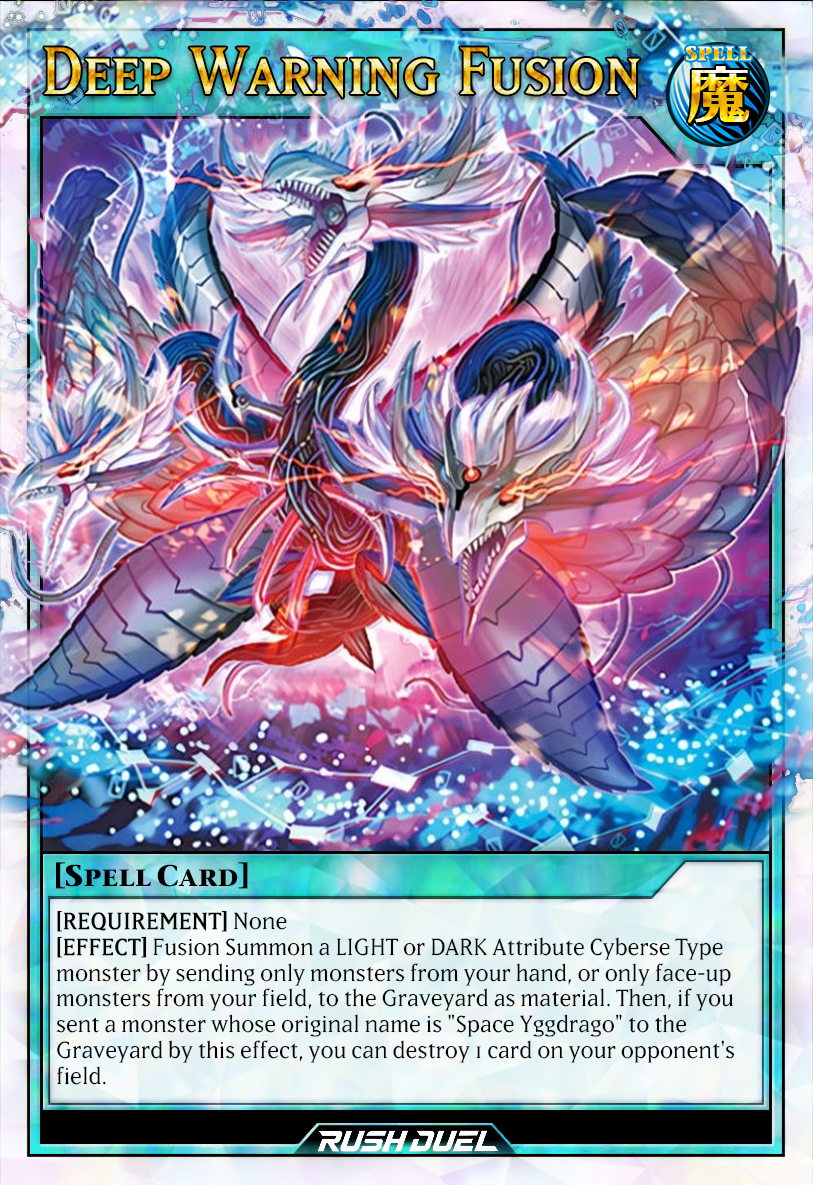 Deep Warning Fusion
SPELL
魔
[Spell Card]
[REQUIREMENT] None
[EFFECT] Fusion Summon a LIGHT or DARK Attribute Cyberse Type
monster by sending only monsters from your hand, or only face-up
monsters from your field, to the Graveyard as material. Then, if you
sent a monster whose original name is "Space Yggdrago" to the
Graveyard by this effect, you can destroy 1 card on your opponent's
field.
RUSH DUEL